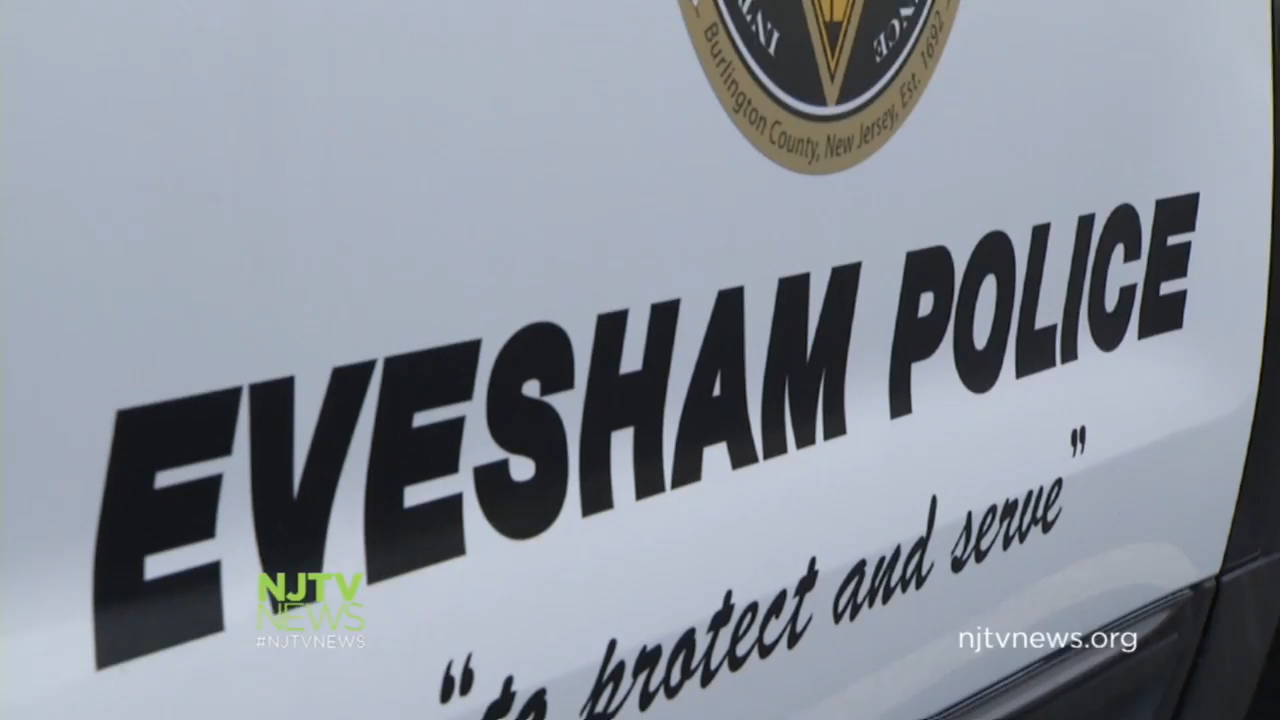 Burlington County, New Jersey, Est. 1692
EVESHAM POLICE
“to protect and serve”
NJTV
NEWS
#NJTVNEWS
njtvnews.org